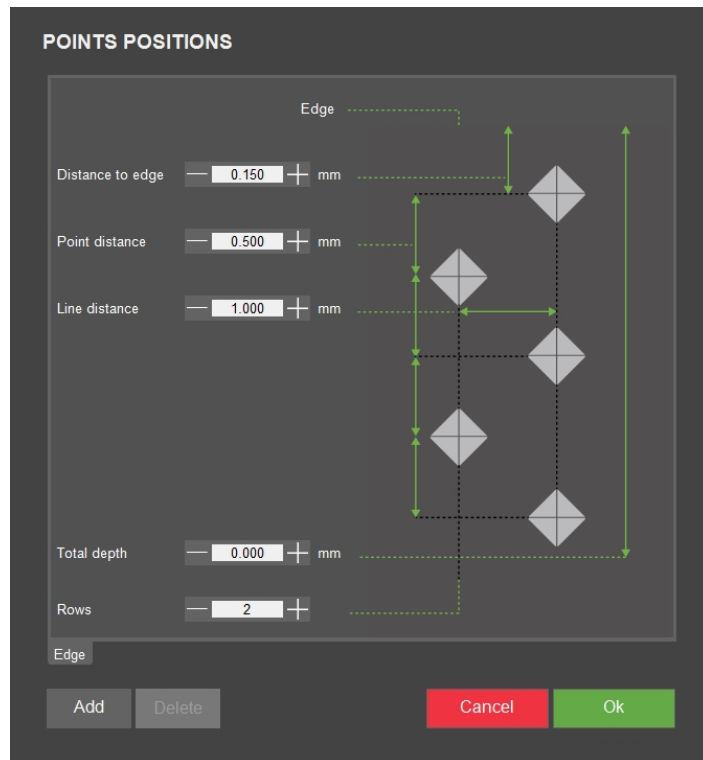 POINTS POSITIONS
Edge
Distance to edge 0.150 mm
Point distance 0.500 mm
Line distance 1.000 mm
Total depth 0.000 mm
Rows 2
Edge
Add Delete Cancel Ok